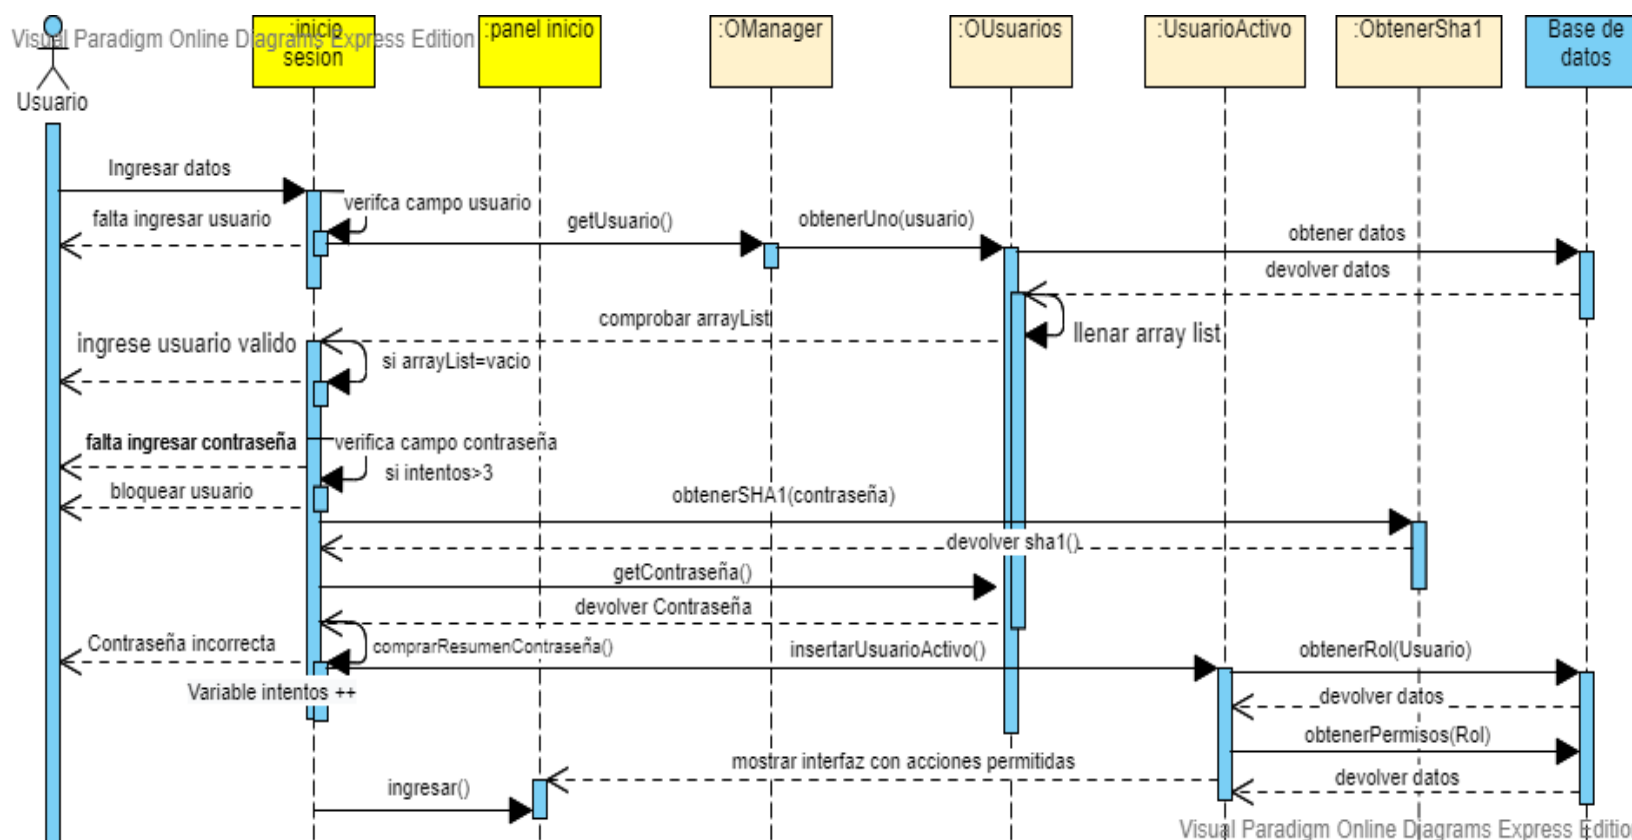 Visual Paradigm Online Diagrams Express Edition
:inicio
sesion
:panel inicio
:OManager
:OUsuarios
:UsuarioActivo
:ObtenerSha1
Base de
datos
Usuario
Ingresar datos
verifca campo usuario
falta ingresar usuario
getUsuario()
obtenerUno(usuario)
obtener datos
devolver datos
comprobar arrayList
llenar array list
ingrese usuario valido
si arrayList=vacio
falta ingresar contraseña
verifica campo contraseña
si intentos>3
bloquear usuario
obtenerSHA1(contraseña)
devolver sha1()
getContraseña()
devolver Contraseña
Contraseña incorrecta
comprarResumenContraseña()
insertarUsuarioActivo()
obtenerRol(Usuario)
Variable intentos ++
devolver datos
obtenerPermisos(Rol)
mostrar interfaz con acciones permitidas
devolver datos
ingresar()
Visual Paradigm Online Diagrams Express Edition